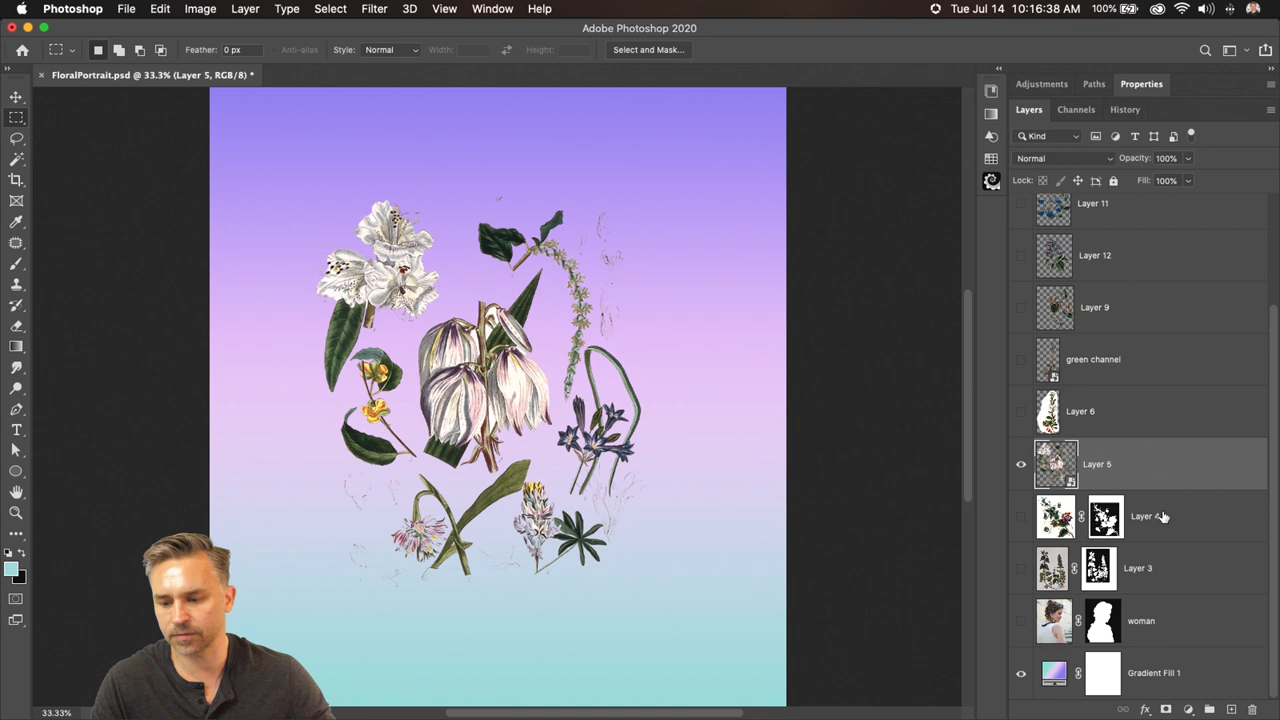 Photoshop File Edit Image Layer Type Select Filter 3D View Window Help 100% Tue Jul 14 10:16:38 AM
Adobe Photoshop 2020
Feather: 0 px Anti-alias Style: Normal Width: Height: Select and Mask...
× FloralPortrait.psd @ 33.3% (Layer 5, RGB/8) *
Adjustments Paths Properties
Layers Channels History
Kind
Normal Opacity: 100%
Lock: Fill: 100%
Layer 11
Layer 12
Layer 9
green channel
Layer 6
Layer 5
Layer
Layer 3
woman
Gradient Fill 1
33.33%